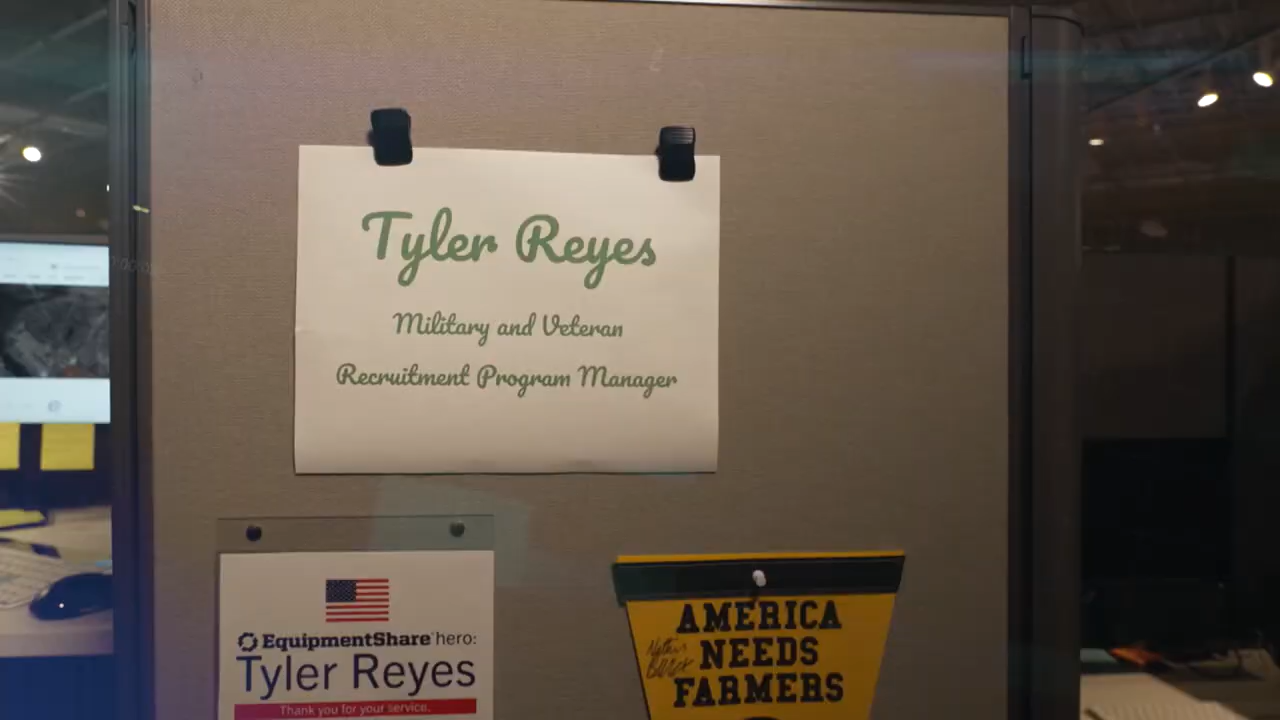 Tyler Reyes
Military and Veteran
Recruitment Program Manager
EquipmentShare hero:
Tyler Reyes
Thank you for your service.
AMERICA
NEEDS
FARMERS